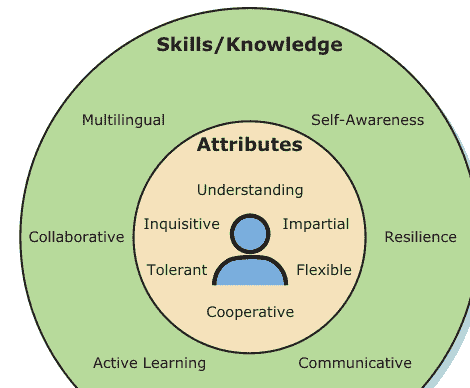 Skills/Knowledge
Multilingual
Self-Awareness
Attributes
Understanding
Inquisitive
Impartial
Collaborative
Resilience
Tolerant
Flexible
Cooperative
Active Learning
Communicative